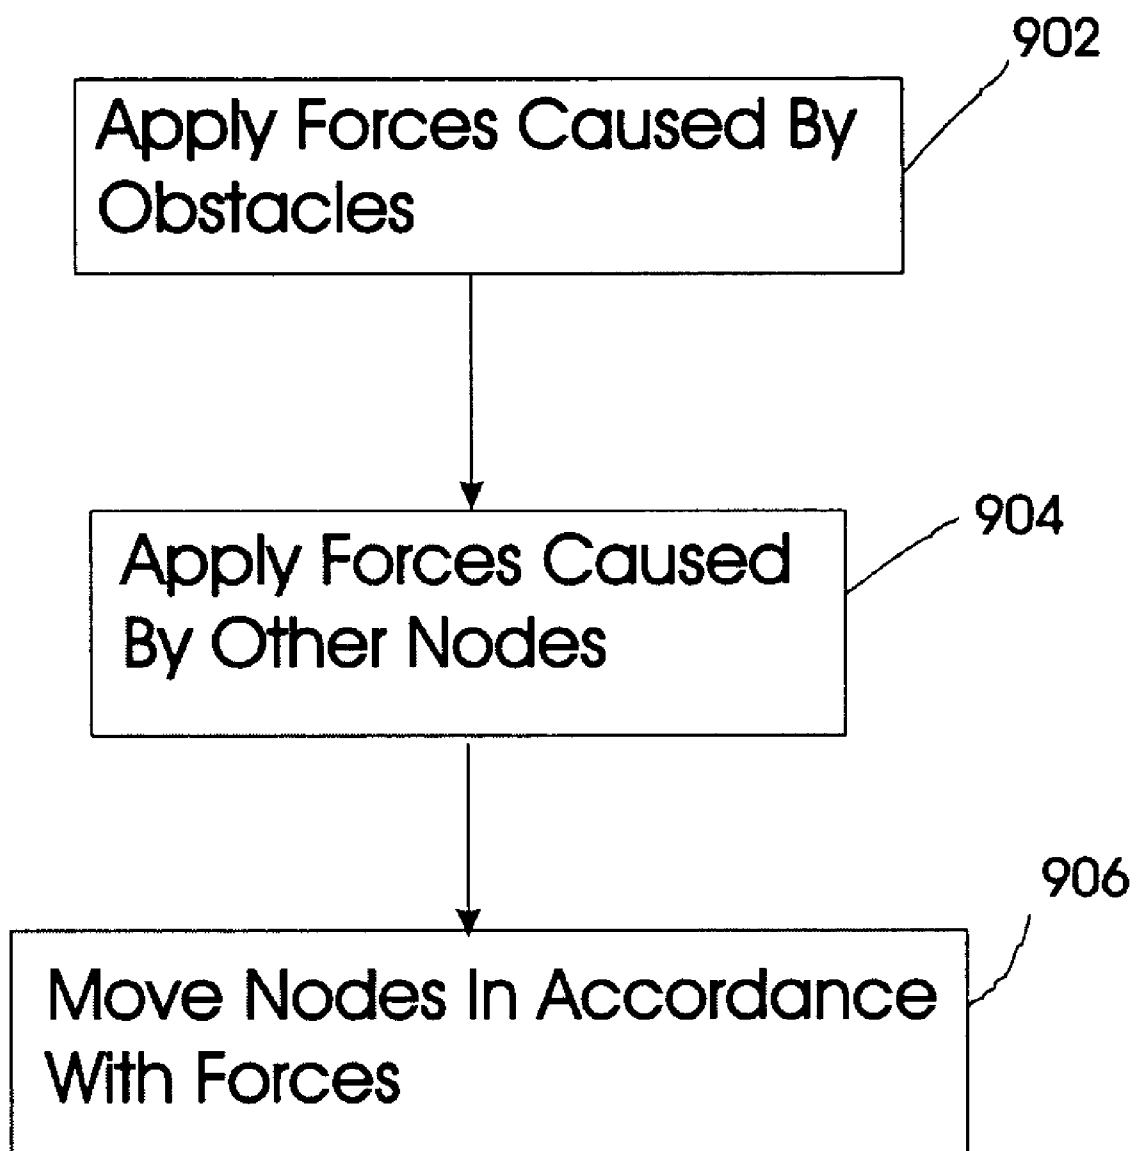 902
Apply Forces Caused By
Obstacles
904
Apply Forces Caused
By Other Nodes
906
Move Nodes In Accordance
With Forces